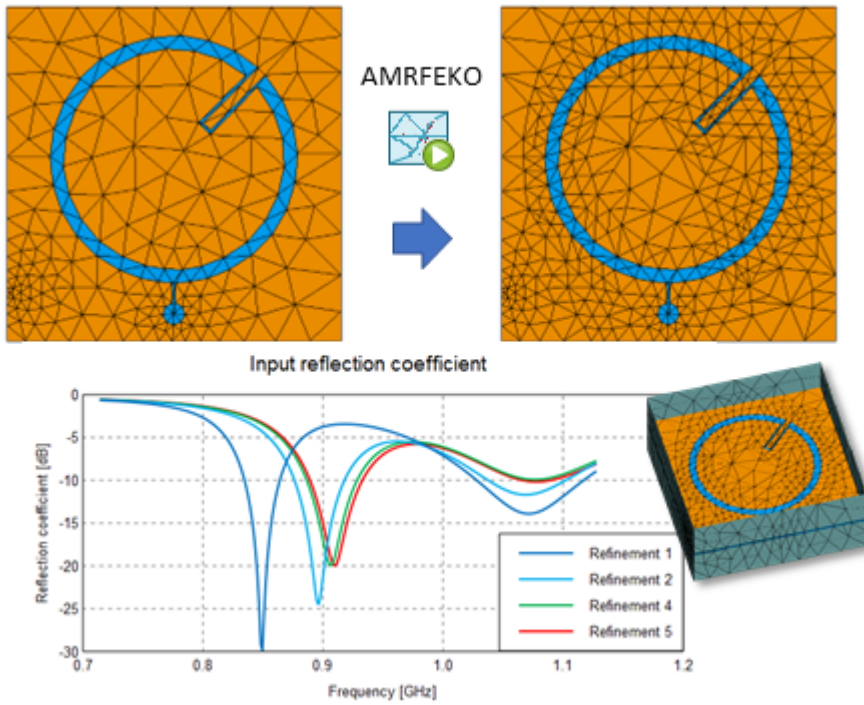 AMRFEKO
Input reflection coefficient
Reflection coefficient [dB]
0
-5
-10
-15
-20
-25
-30
0.7 0.8 0.9 1.0 1.1 1.2
Frequency [GHz]
Refinement 1
Refinement 2
Refinement 4
Refinement 5